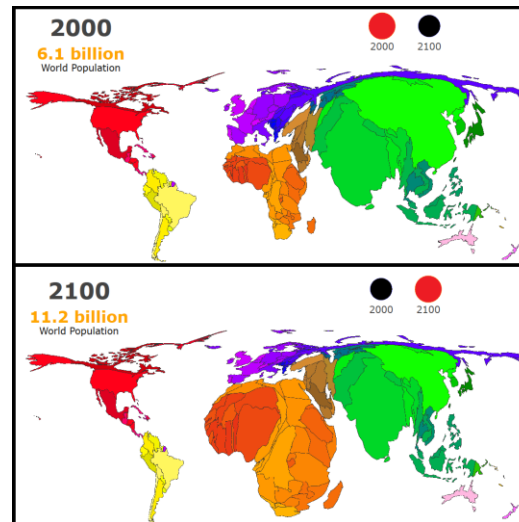 2000
6.1 billion
World Population
2000 2100
2100
11.2 billion
World Population
2000 2100